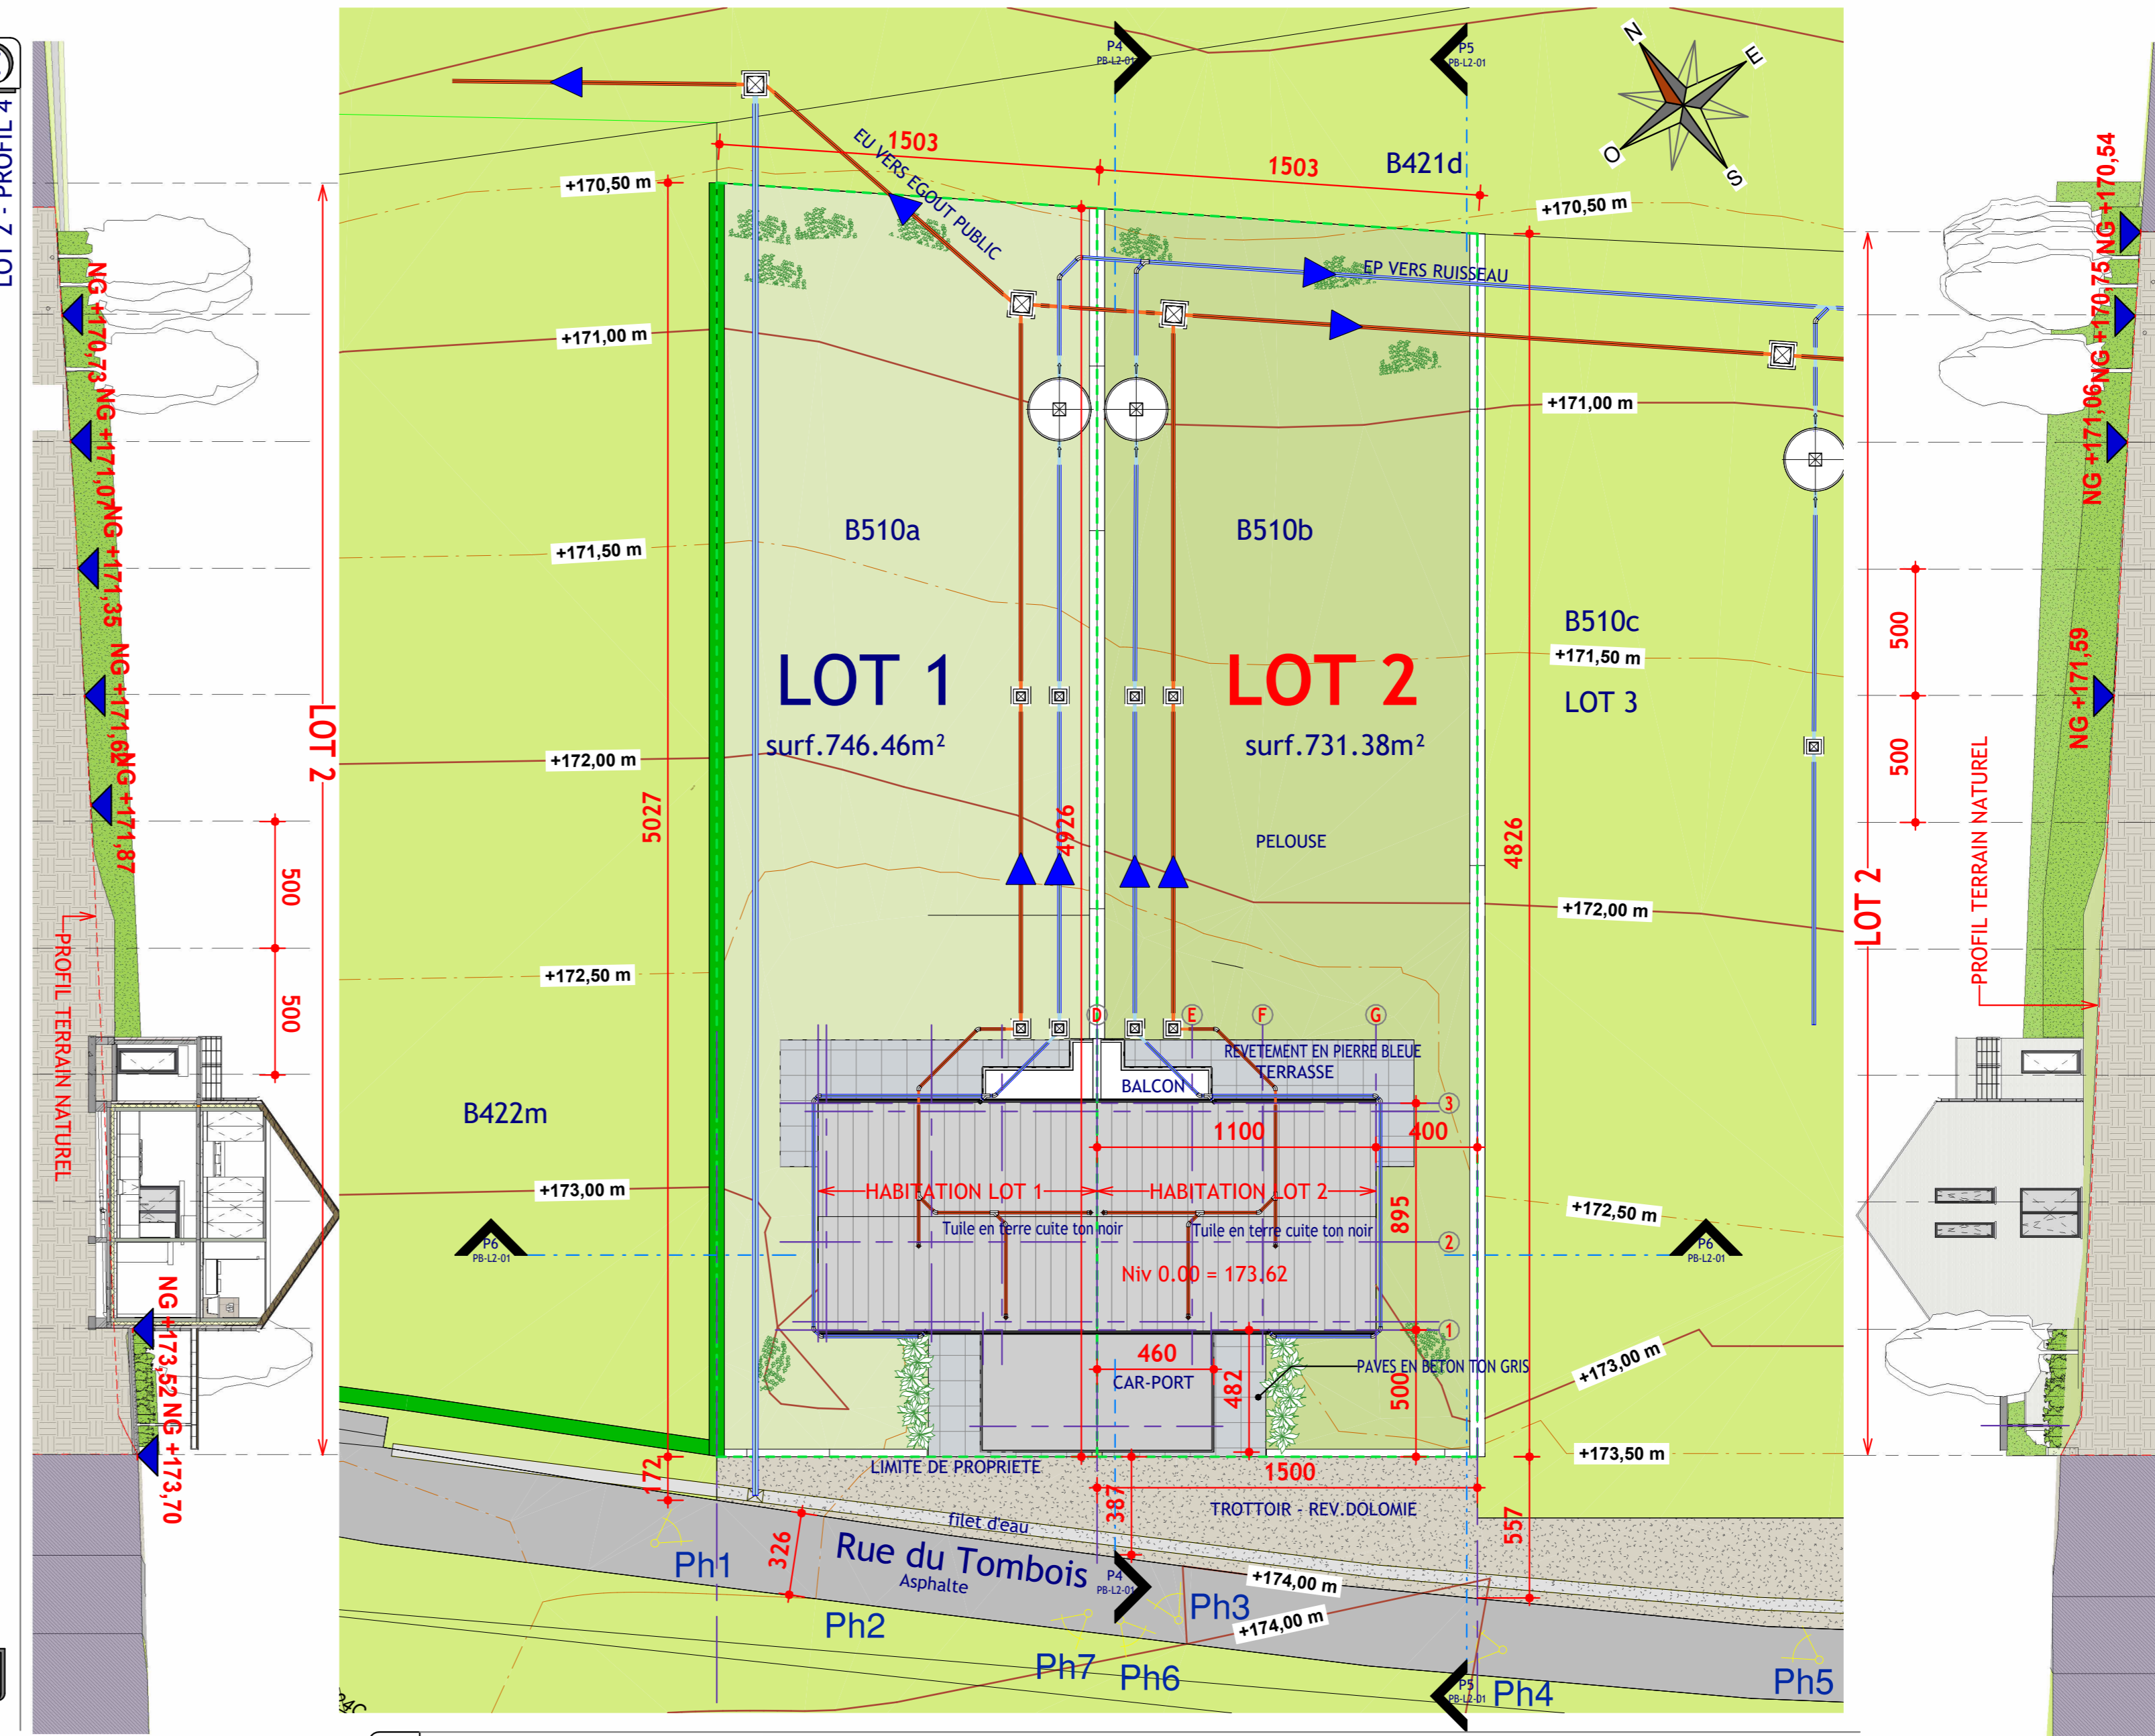 LOT 2 - PROFIL 4
P4
PB-L2-01
P5
PB-L2-01
N
E
O
S
1503
1503
B421d
EU VERS EGOUT PUBLIC
+170,50 m
+170,50 m
EP VERS RUISSEAU
+171,00 m
+171,00 m
B510a
B510b
+171,50 m
B510c
+171,50 m
LOT 1
LOT 2
LOT 3
surf.746.46m²
surf.731.38m²
+172,00 m
5027
4926
4826
PELOUSE
+172,00 m
+172,50 m
D
E
F
G
REVETEMENT EN PIERRE BLEUE
TERRASSE
BALCON
B422m
3
1100
400
+173,00 m
HABITATION LOT 1
HABITATION LOT 2
895
+172,50 m
Tuile en terre cuite ton noir
Tuile en terre cuite ton noir
P6
PB-L2-01
2
P6
PB-L2-01
Niv 0.00 = 173.62
1
460
CAR-PORT
482
500
PAVES EN BETON TON GRIS
+173,00 m
+173,50 m
LIMITE DE PROPRIETE
172
1500
387
TROTTOIR - REV.DOLOMIE
557
filet d'eau
326
Rue du Tombois
Asphalte
Ph1
P4
PB-L2-01
+174,00 m
+174,00 m
Ph2
Ph3
Ph7
Ph6
P5
PB-L2-01
Ph4
Ph5
NG +170,73
NG +171,07
NG +171,35
NG +171,62
NG +171,87
LOT 2
500
500
PROFIL TERRAIN NATUREL
NG +173,52
NG +173,70
NG +170,54
NG +170,75
NG +171,06
NG +171,59
500
500
LOT 2
PROFIL TERRAIN NATUREL